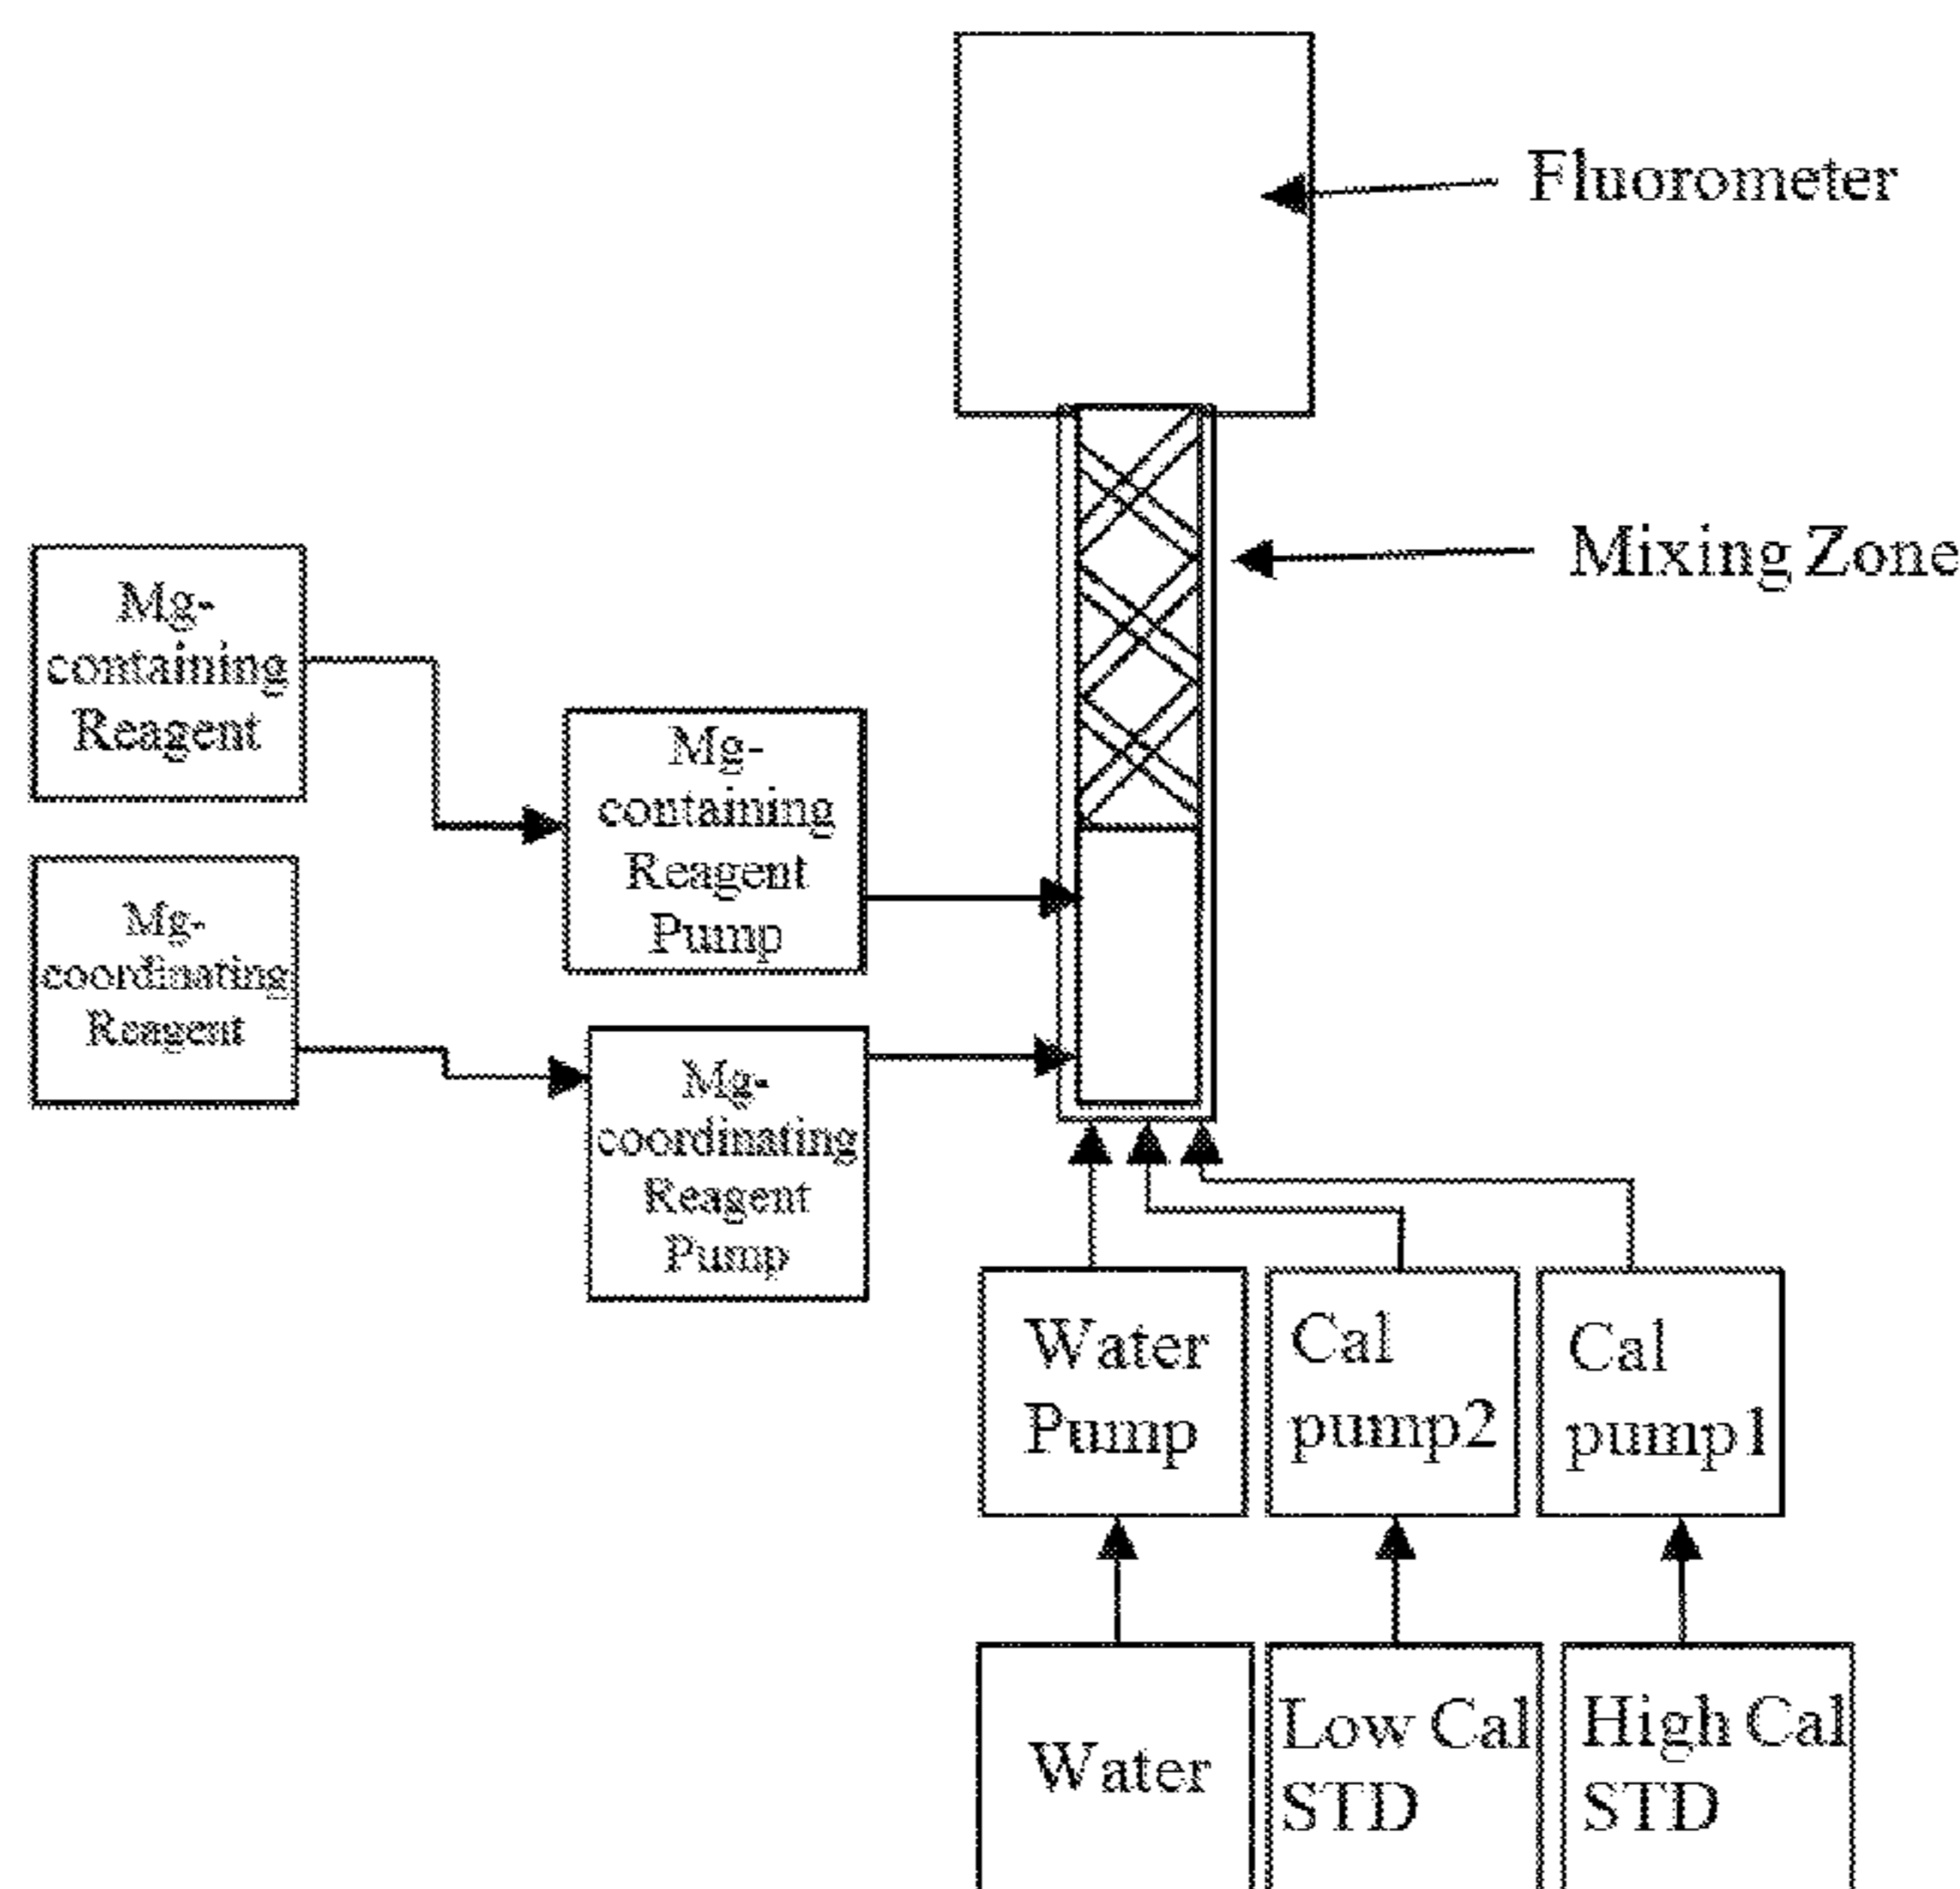 Fluorometer
Mixing Zone
Mg-
containing
Reagent
Mg-
containing
Reagent
Pump
Mg-
coordinating
Reagent
Mg-
coordinating
Reagent
Pump
Water
Pump
Cal
pump2
Cal
pump1
Water
Low Cal
STD
High Cal
STD